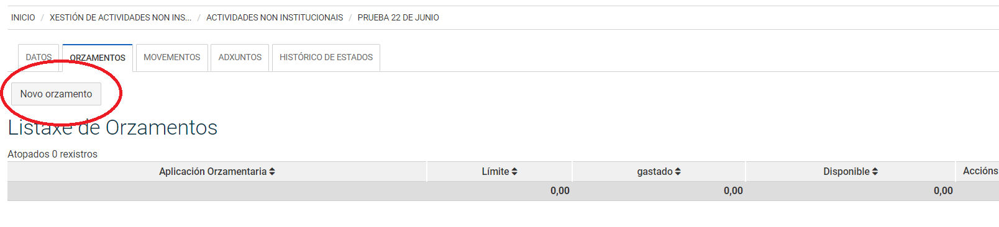 INICIO / XESTIÓN DE ACTIVIDADES NON INS... / ACTIVIDADES NON INSTITUCIONAIS / PRUEBA 22 DE JUNIO
DATOS ORZAMENTOS MOVEMENTOS ADXUNTOS HISTÓRICO DE ESTADOS
Novo orzamento
Listaxe de Orzamentos
Atopados 0 rexistros
Aplicación Orzamentaria Límite gastado Disponible Accións
0,00 0,00 0,00